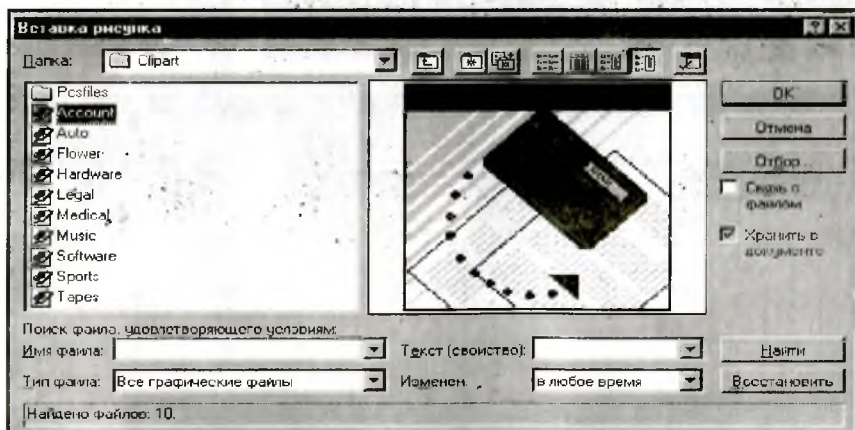 Вставка рисунка
Папка: Clipart
Pcsfiles
Account
Auto
Flower
Hardware
Legal
Medical
Music
Software
Sports
Tapes
OK
Отмена
Отбор...
Связь с файлом
Хранить в документе
Поиск файла, удовлетворяющего условиям:
Имя файла: Текст (свойство): Найти
Тип файла: Все графические файлы Изменен: в любое время Восстановить
Найдено файлов: 10.